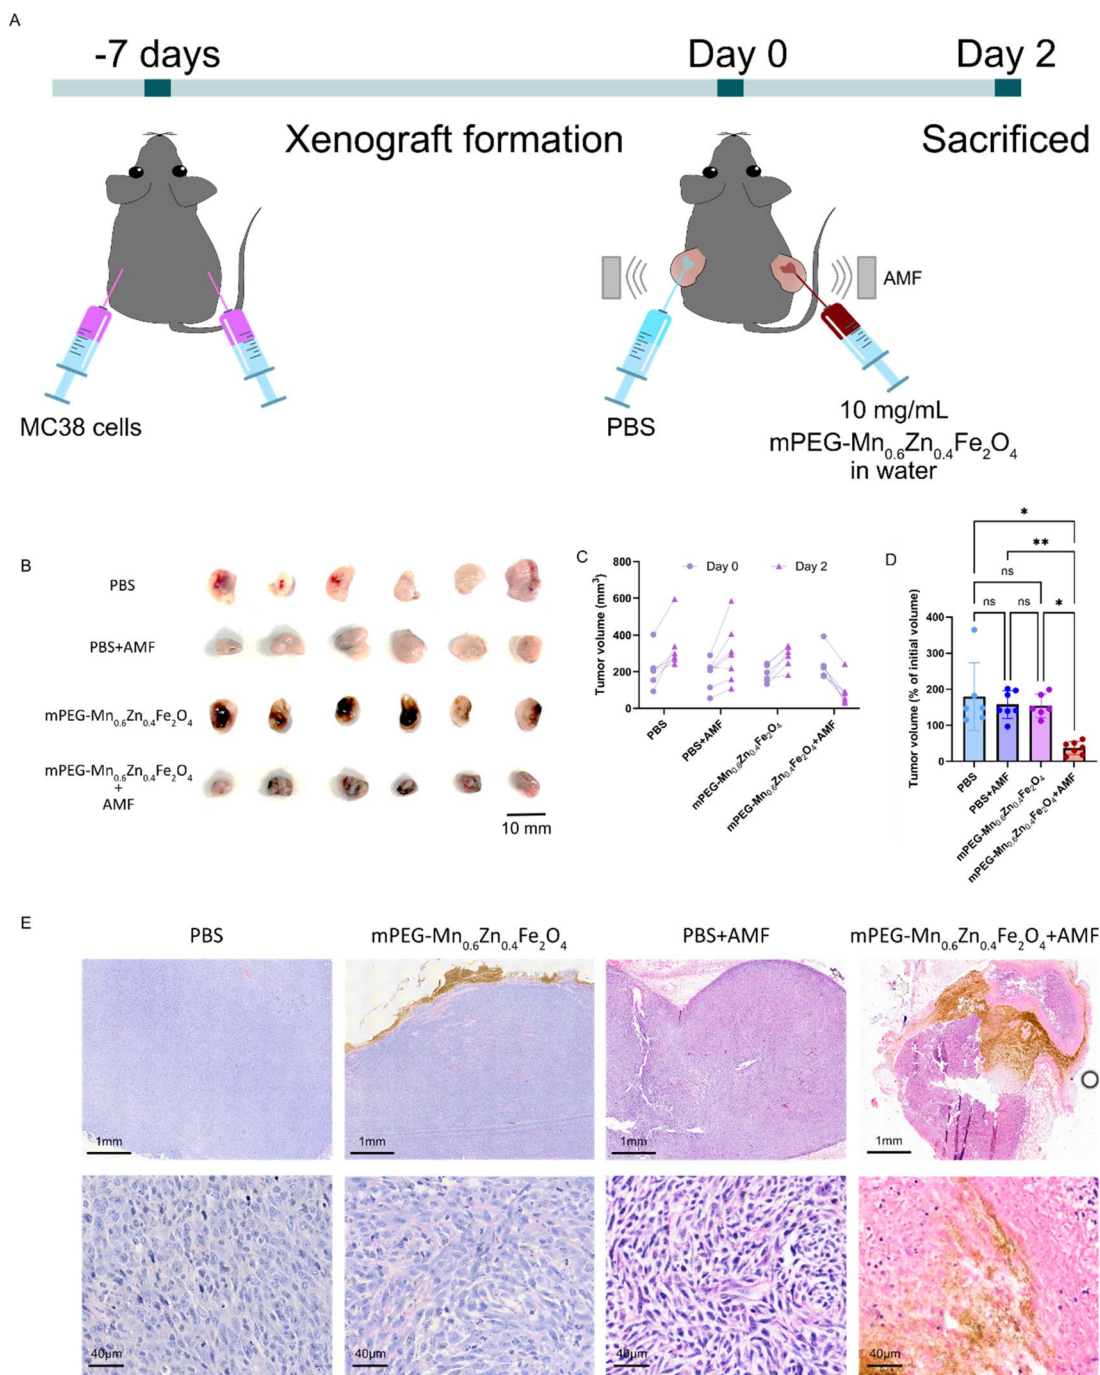 A
-7 days
Day 0
Day 2
Xenograft formation
Sacrificed
AMF
MC38 cells
PBS
10 mg/mL
mPEG-Mn0.6Zn0.4Fe2O4
in water
B
PBS
PBS+AMF
mPEG-Mn0.6Zn0.4Fe2O4
mPEG-Mn0.6Zn0.4Fe2O4
+
AMF
10 mm
C
Day 0
Day 2
Tumor volume (mm3)
800
600
400
200
0
PBS
PBS+AMF
mPEG-Mn0.6Zn0.4Fe2O4
mPEG-Mn0.6Zn0.4Fe2O4+AMF
D
*
**
ns
ns
ns
*
Tumor volume (% of initial volume)
400
300
200
100
0
PBS
PBS+AMF
mPEG-Mn0.6Zn0.4Fe2O4
mPEG-Mn0.6Zn0.4Fe2O4+AMF
E
PBS
mPEG-Mn0.6Zn0.4Fe2O4
PBS+AMF
mPEG-Mn0.6Zn0.4Fe2O4+AMF
1mm
1mm
1mm
1mm
40μm
40μm
40μm
40μm